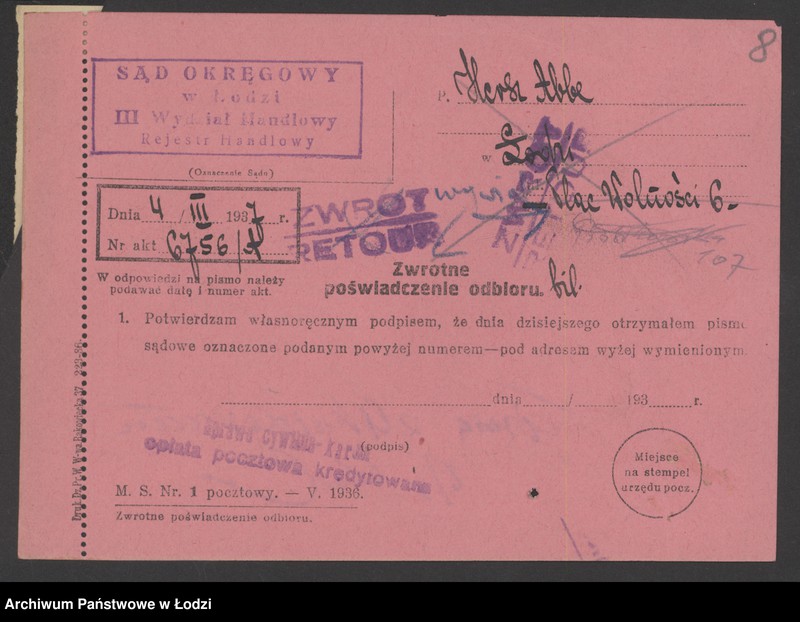 8
SĄD OKRĘGOWY
w Łodzi
III Wydział Handlowy
Rejestr Handlowy
(Oznaczenie Sądu)
P. Hersz Abbe
w Łodzi
Plac Wolności 6
107
Dnia 4 / III 1937 r.
Nr akt 6756/A
W odpowiedzi na pismo należy
podawać datę i numer akt.
ZWROT
RETOUR
Zwrotne
poświadczenie odbioru. bil.
1. Potwierdzam własnoręcznym podpisem, że dnia dzisiejszego otrzymałem pismo
sądowe oznaczone podanym powyżej numerem—pod adresem wyżej wymienionym.
dnia / 193 r.
(podpis)
opłata pocztowa kredytowana
Miejsce
na stempel
urzędu pocz.
M. S. Nr. 1 pocztowy. — V. 1936.
Zwrotne poświadczenie odbioru.
Archiwum Państwowe w Łodzi